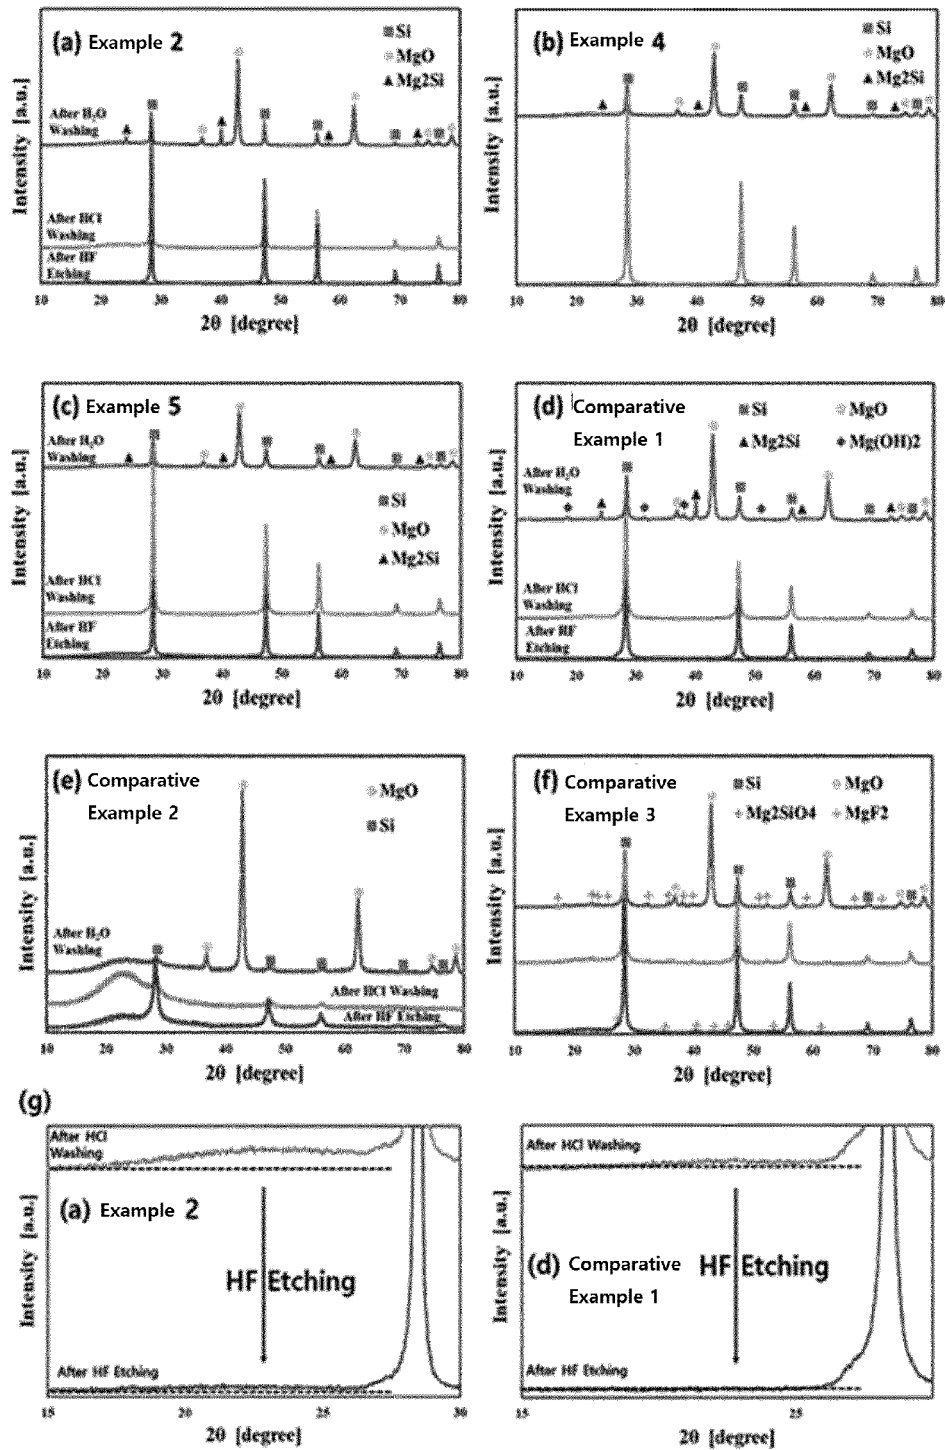 (a) Example 2
■ Si
MgO
▲ Mg2Si
After H2O
Washing
After HCl
Washing
After HF
Etching
Intensity [a.u.]
10 20 30 40 50 60 70 80
2θ [degree]
(b) Example 4
■ Si
MgO
▲ Mg2Si
Intensity [a.u.]
10 20 30 40 50 60 70 80
2θ [degree]
(c) Example 5
After H2O
Washing
■ Si
MgO
▲ Mg2Si
After HCl
Washing
After HF
Etching
Intensity [a.u.]
10 20 30 40 50 60 70 80
2θ [degree]
(d) Comparative
Example 1
■ Si MgO
▲ Mg2Si ◆ Mg(OH)2
After H2O
Washing
After HCl
Washing
After HF
Etching
Intensity [a.u.]
10 20 30 40 50 60 70 80
2θ [degree]
(e) Comparative
Example 2
MgO
■ Si
After H2O
Washing
After HCl Washing
After HF Etching
Intensity [a.u.]
10 20 30 40 50 60 70 80
2θ [degree]
(f) Comparative
Example 3
■ Si MgO
+ Mg2SiO4 + MgF2
Intensity [a.u.]
10 20 30 40 50 60 70 80
2θ [degree]
(g)
After HCl
Washing
(a) Example 2
HF Etching
After HF Etching
Intensity [a.u.]
15 20 25 30
2θ [degree]
After HCl Washing
(d) Comparative
Example 1
HF Etching
After HF Etching
Intensity [a.u.]
15 25
2θ [degree]